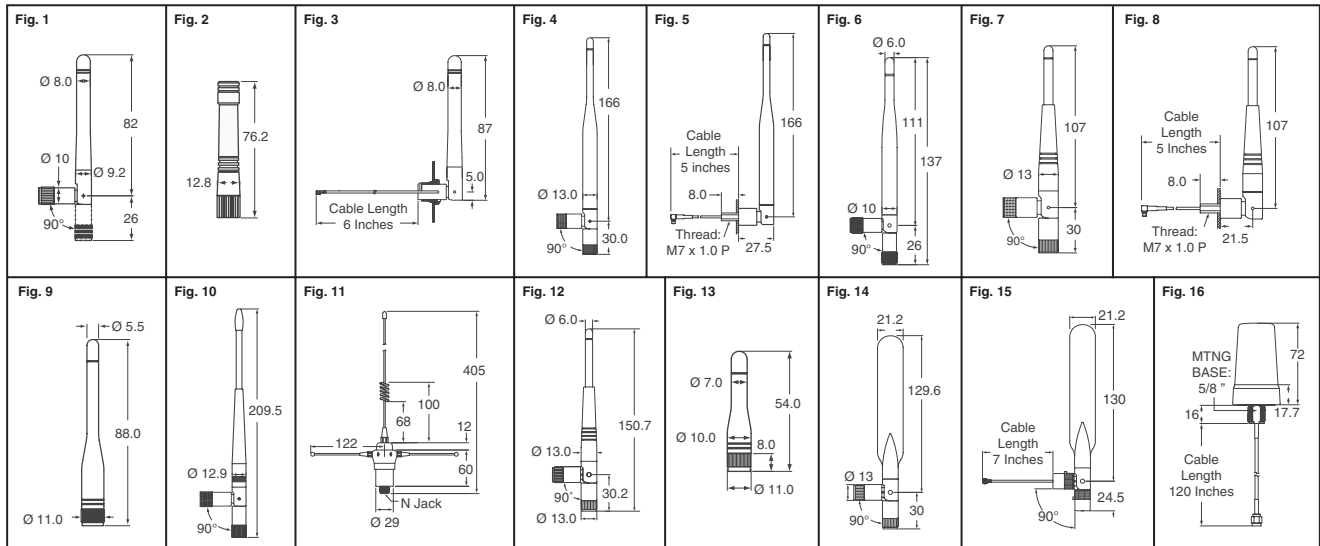 Fig. 1
Ø 8.0
82
Ø 10
Ø 9.2
26
90°
Fig. 2
76.2
12.8
Fig. 3
Ø 8.0
87
5.0
Cable Length
6 Inches
Fig. 4
166
Ø 13.0
30.0
90°
Fig. 5
166
Cable
Length
5 inches
8.0
Thread:
M7 x 1.0 P
27.5
Fig. 6
Ø 6.0
111
137
Ø 10
26
90°
Fig. 7
107
Ø 13
30
90°
Fig. 8
107
Cable
Length
5 Inches
8.0
Thread:
M7 x 1.0 P
21.5
Fig. 9
Ø 5.5
88.0
Ø 11.0
Fig. 10
209.5
Ø 12.9
90°
Fig. 11
405
100
68
12
122
60
N Jack
Ø 29
Fig. 12
Ø 6.0
150.7
Ø 13.0
30.2
90°
Ø 13.0
Fig. 13
Ø 7.0
54.0
Ø 10.0
8.0
Ø 11.0
Fig. 14
21.2
129.6
Ø 13
30
90°
Fig. 15
21.2
130
Cable
Length
7 Inches
24.5
90°
Fig. 16
MTNG
BASE:
5/8 "
72
17.7
16
Cable
Length
120 Inches